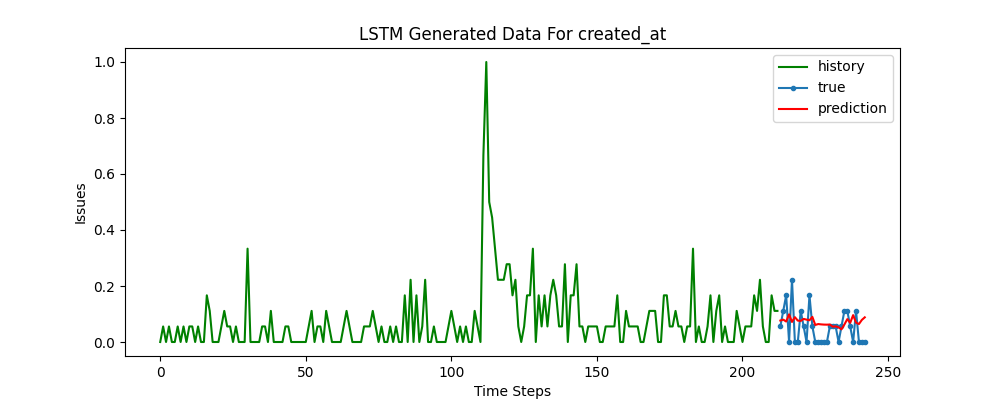 LSTM Generated Data For created_at
1.0
0.8
0.6
0.4
0.2
0.0
Issues
history
true
prediction
0 50 100 150 200 250
Time Steps